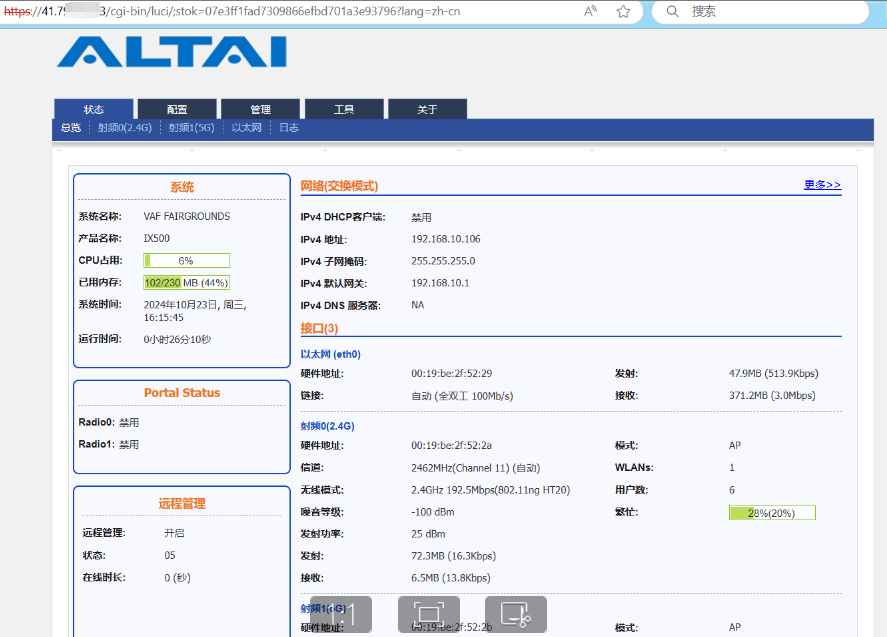 https://41.79 3/cgi-bin/luci/;stok=07e3ff1fad7309866efbd701a3e93796?lang=zh-cn
搜索
ALTAI
状态 配置 管理 工具 关于
总览 射频0(2.4G) 射频1(5G) 以太网 日志
系统
系统名称: VAF FAIRGROUNDS
产品名称: IX500
CPU占用: 6%
已用内存: 102/230 MB (44%)
系统时间: 2024年10月23日, 周三,
16:15:45
运行时间: 0小时26分10秒
Portal Status
Radio0: 禁用
Radio1: 禁用
远程管理
远程管理: 开启
状态: 05
在线时长: 0 (秒)
网络(交换模式) 更多>>
IPv4 DHCP客户端: 禁用
IPv4 地址: 192.168.10.106
IPv4 子网掩码: 255.255.255.0
IPv4 默认网关: 192.168.10.1
IPv4 DNS 服务器: NA
接口(3)
以太网 (eth0)
硬件地址: 00:19:be:2f:52:29 发射: 47.9MB (513.9Kbps)
链接: 自动 (全双工 100Mb/s) 接收: 371.2MB (3.0Mbps)
射频0(2.4G)
硬件地址: 00:19:be:2f:52:2a 模式: AP
信道: 2462MHz(Channel 11) (自动) WLANs: 1
无线模式: 2.4GHz 192.5Mbps(802.11ng HT20) 用户数: 6
噪音等级: -100 dBm 繁忙: 28%(20%)
发射功率: 25 dBm
发射: 72.3MB (16.3Kbps)
接收: 6.5MB (13.8Kbps)
射频1(5G)
1:1
硬件地址: 00:19:be:2f:52:2b 模式: AP